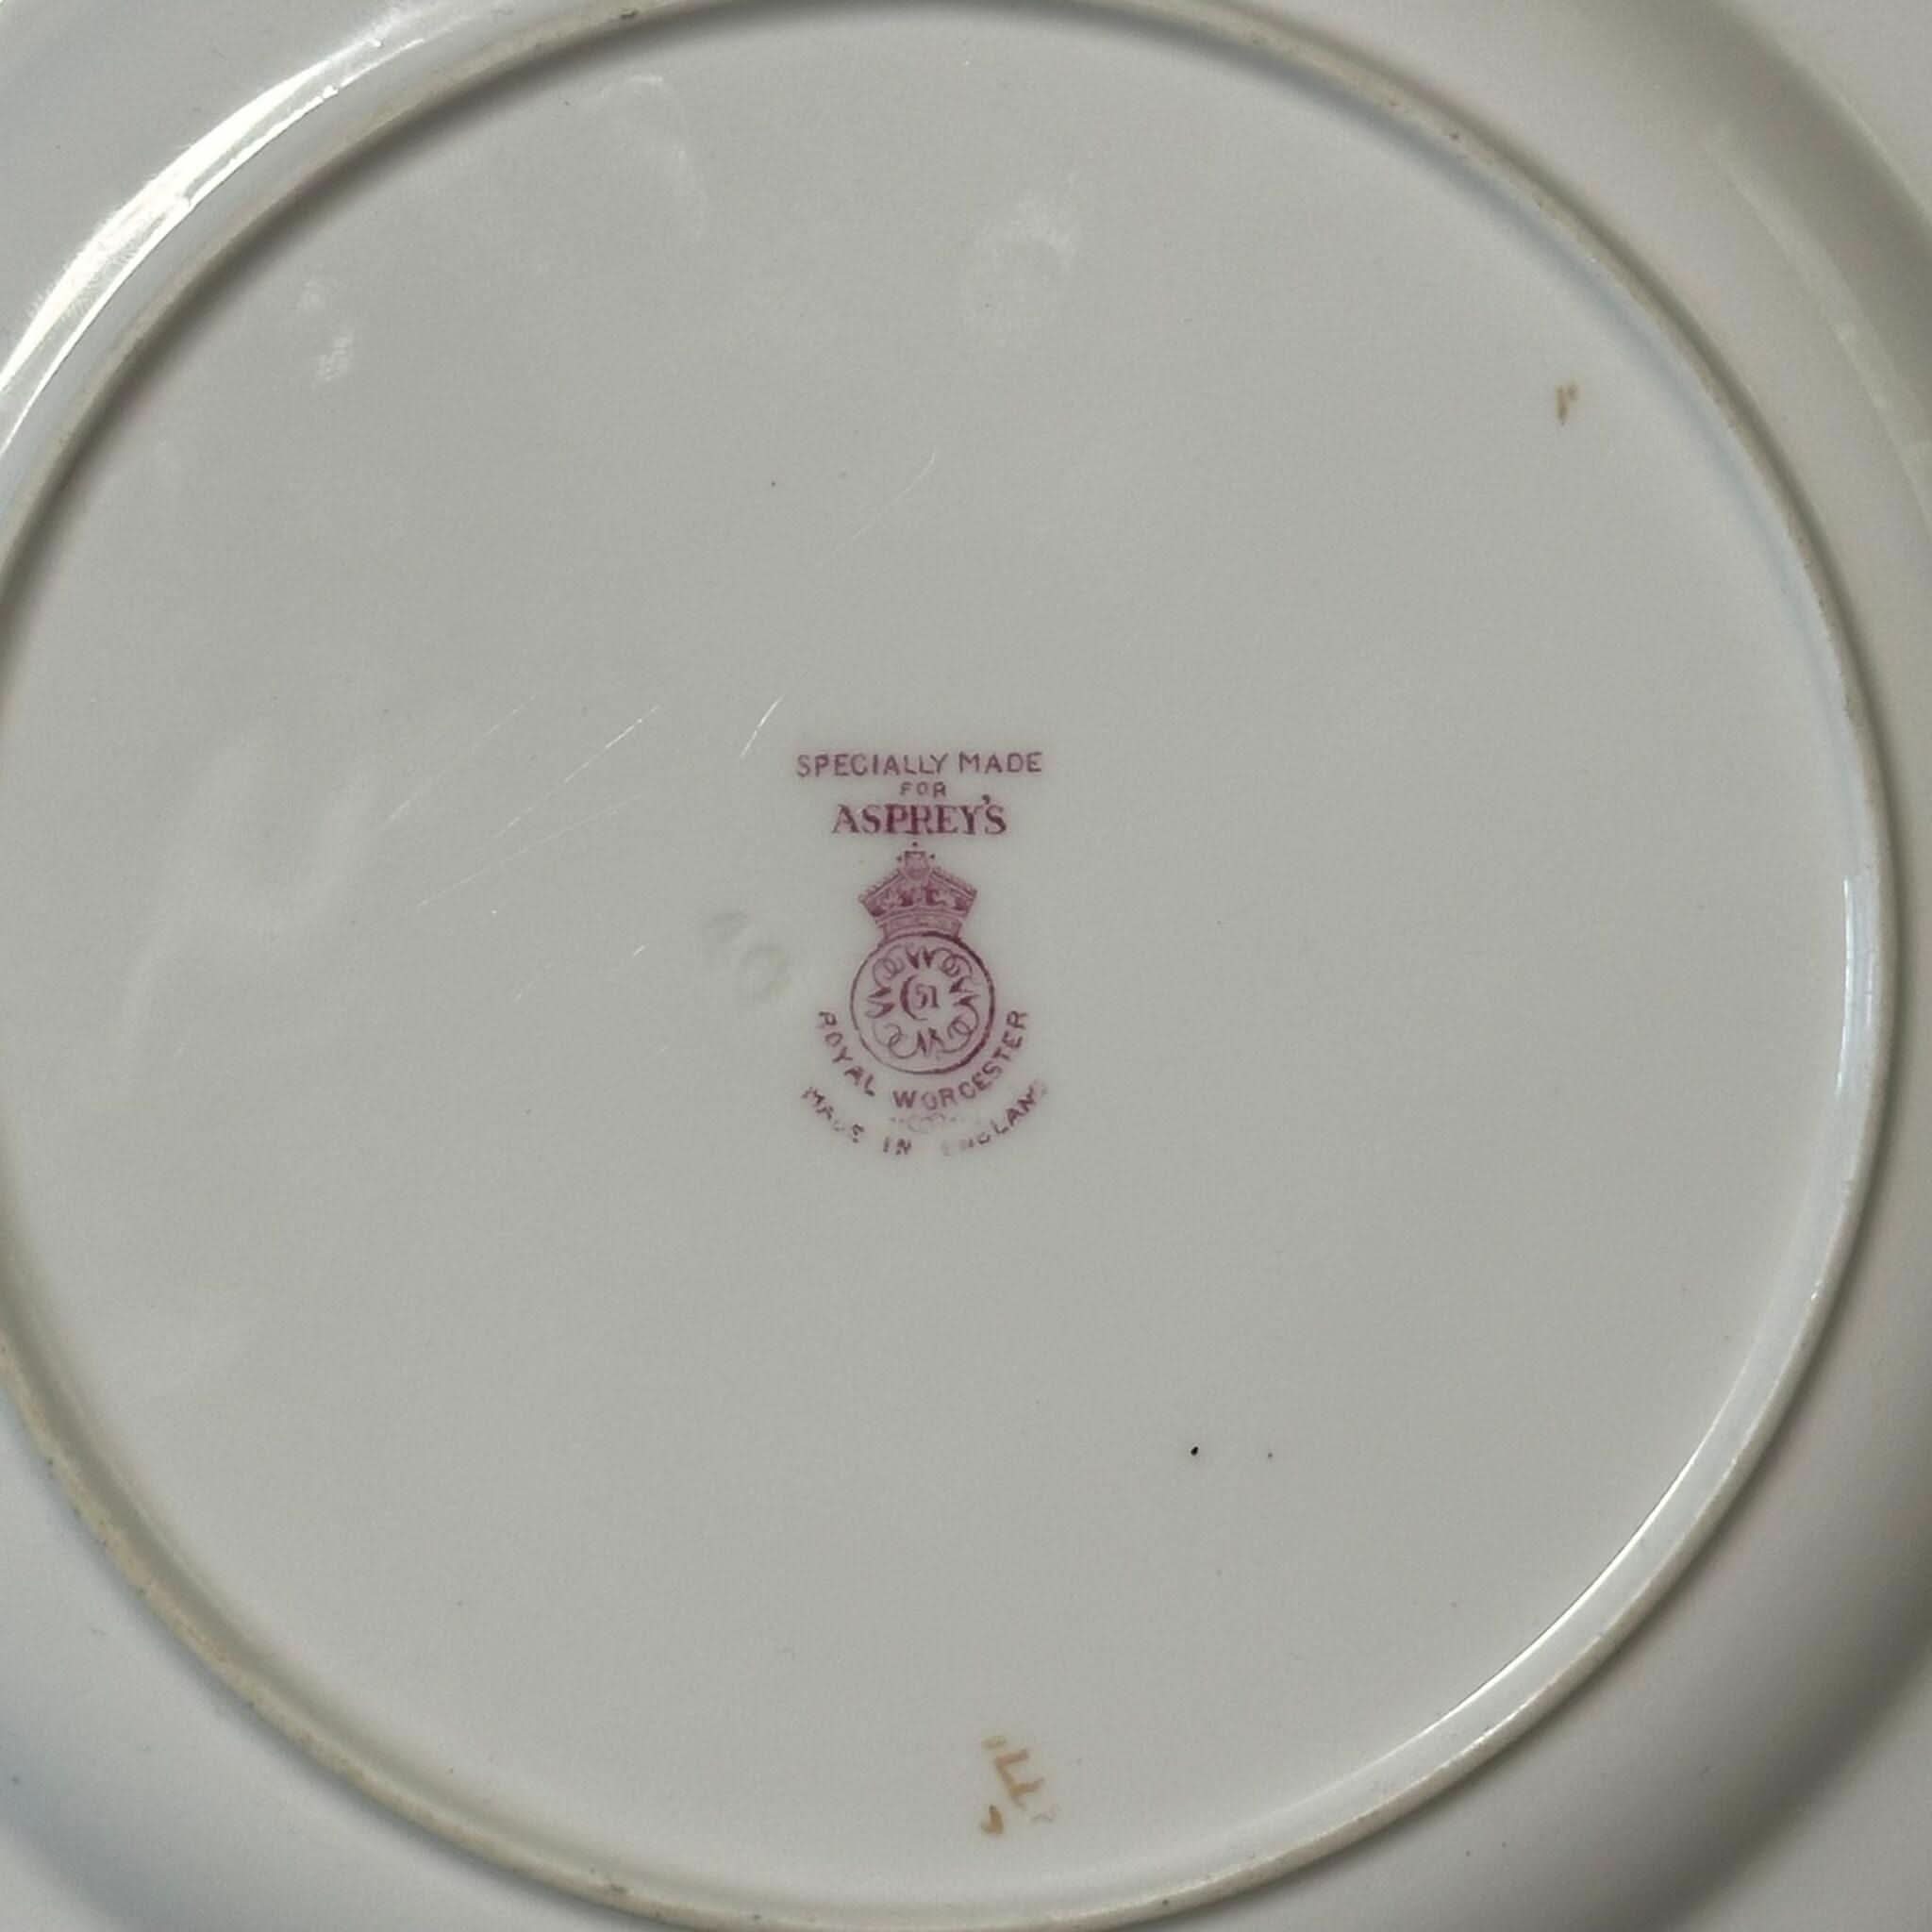 SPECIALLY MADE
FOR
ASPREY'S
51
ROYAL WORCESTER
MADE IN ENGLAND